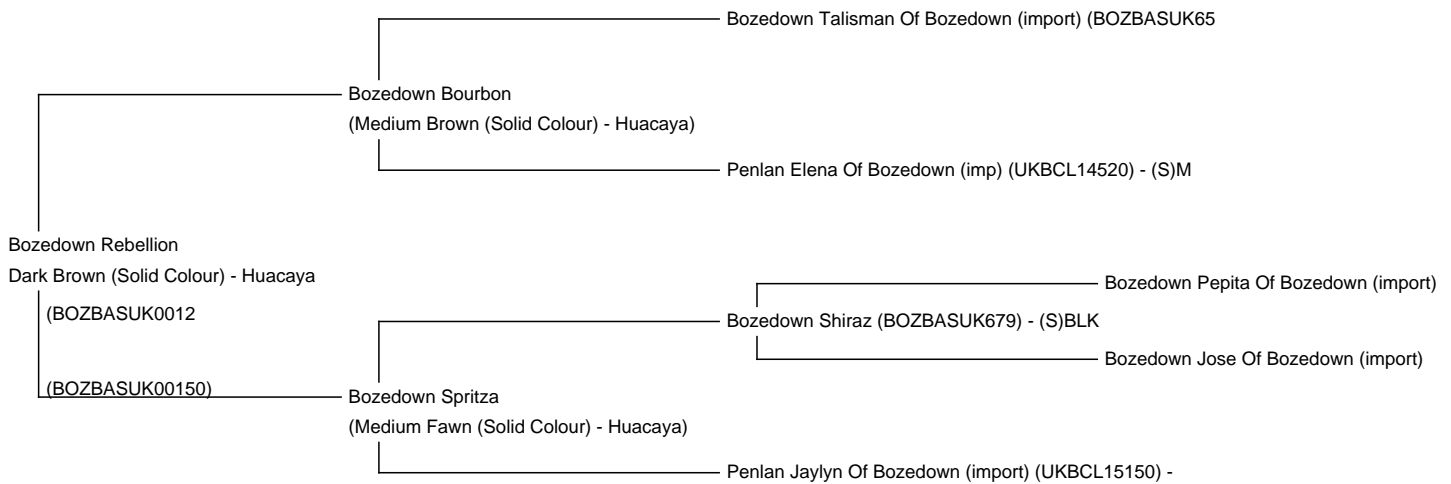 Bozedown Talisman Of Bozedown (import) (BOZBASUK65
Bozedown Bourbon
(Medium Brown (Solid Colour) - Huacaya)
Penlan Elena Of Bozedown (imp) (UKBCL14520) - (S)M
Bozedown Rebellion
Dark Brown (Solid Colour) - Huacaya
Bozedown Pepita Of Bozedown (import)
(BOZBASUK0012
Bozedown Shiraz (BOZBASUK679) - (S)BLK
Bozedown Jose Of Bozedown (import)
(BOZBASUK00150)
Bozedown Spritza
(Medium Fawn (Solid Colour) - Huacaya)
Penlan Jaylyn Of Bozedown (import) (UKBCL15150) -